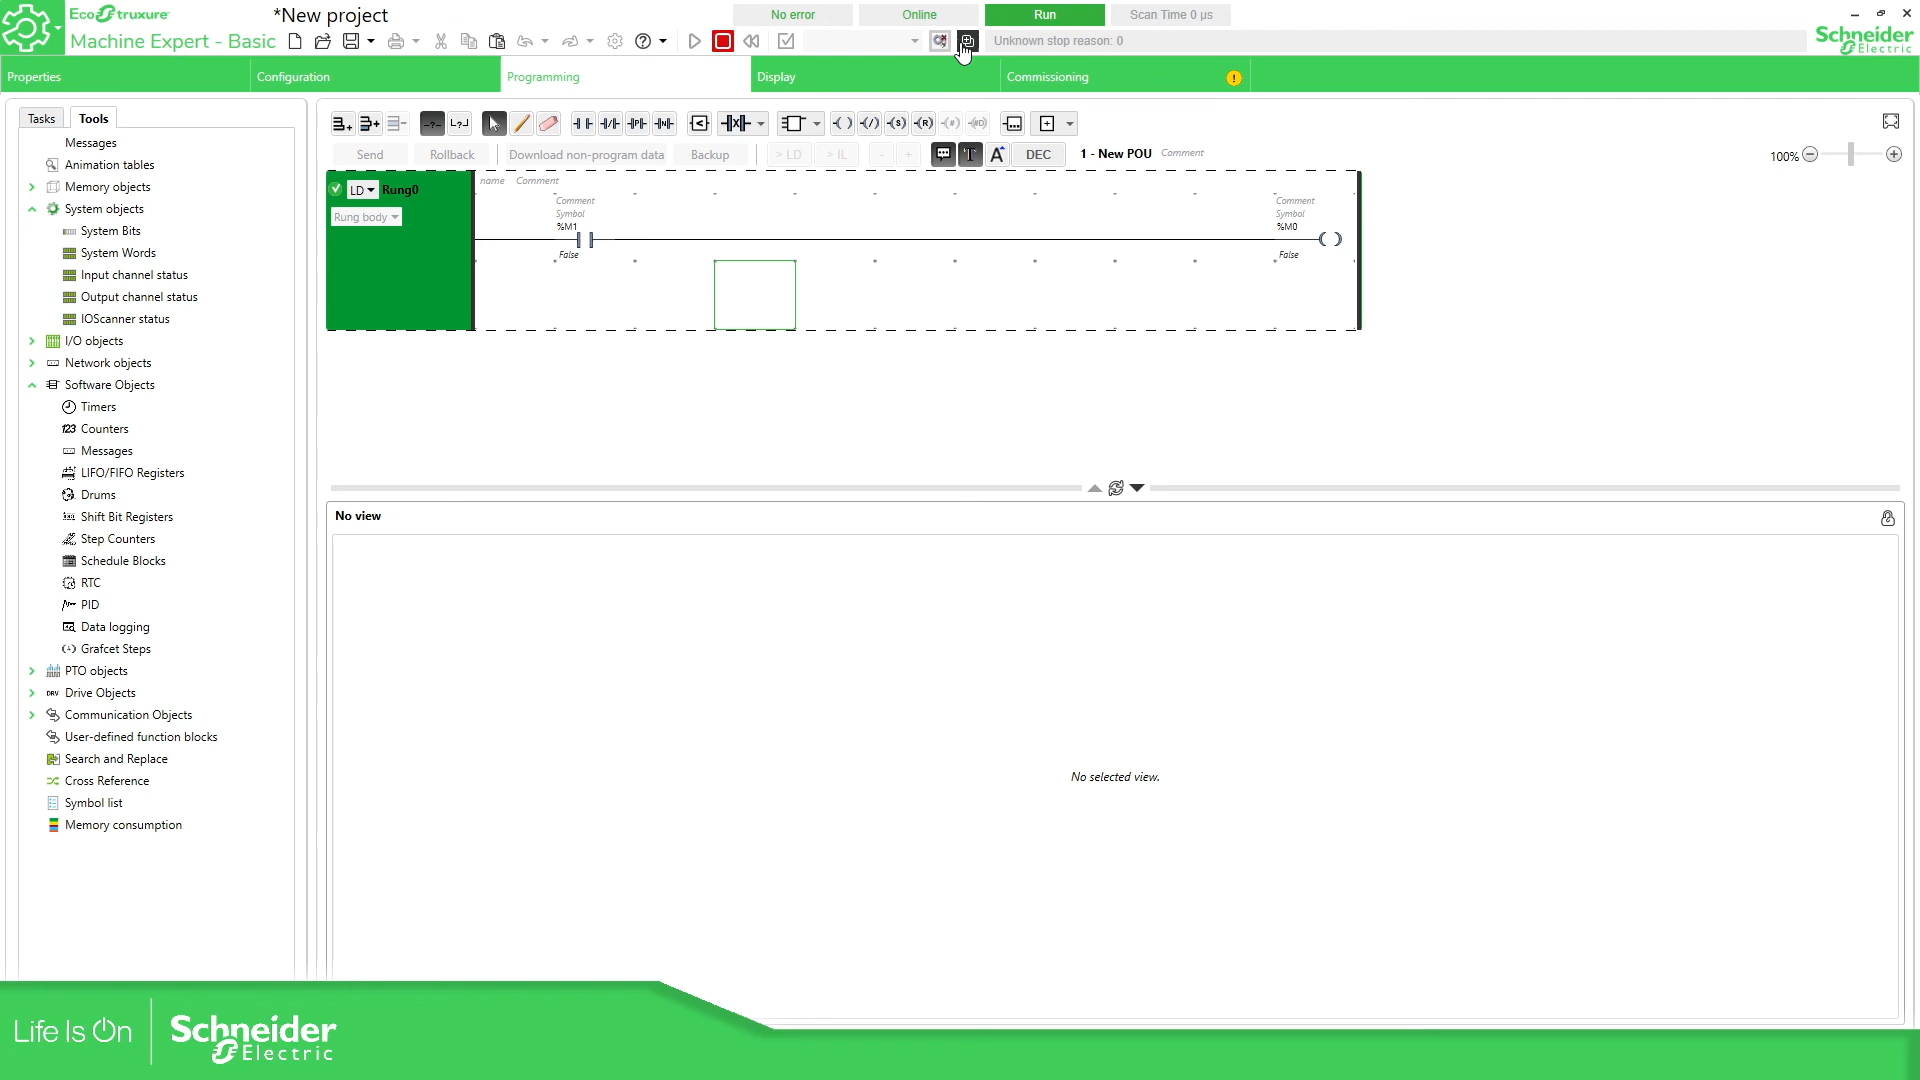 EcoStruxure
Machine Expert - Basic
*New project
No error
Online
Run
Scan Time 0 µs
Unknown stop reason: 0
Schneider
Electric
Properties
Configuration
Programming
Display
Commissioning
Tasks
Tools
Messages
Animation tables
Memory objects
System objects
System Bits
System Words
Input channel status
Output channel status
IOScanner status
I/O objects
Network objects
Software Objects
Timers
Counters
Messages
LIFO/FIFO Registers
Drums
Shift Bit Registers
Step Counters
Schedule Blocks
RTC
PID
Data logging
Grafcet Steps
PTO objects
Drive Objects
Communication Objects
User-defined function blocks
Search and Replace
Cross Reference
Symbol list
Memory consumption
Send
Rollback
Download non-program data
Backup
> LD
> IL
DEC
1 - New POU
Comment
100%
LD
Rung0
Rung body
name Comment
Comment
Symbol
%M1
False
Comment
Symbol
%M0
False
No view
No selected view.
Life Is On
Schneider
Electric